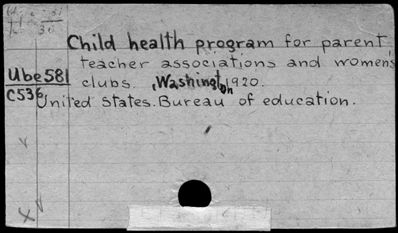 Child health program for parent
teacher associations and women's
Ube581 clubs. Washington 1920.
C536 United States. Bureau of education.